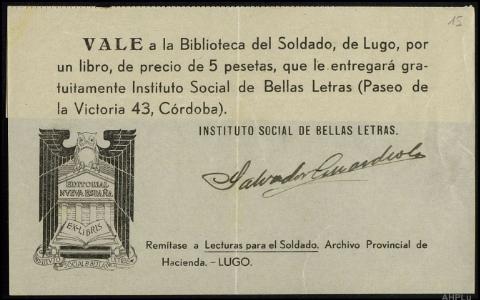 15
VALE a la Biblioteca del Soldado, de Lugo, por
un libro, de precio de 5 pesetas, que le entregará gra-
tuitamente Instituto Social de Bellas Letras (Paseo de
la Victoria 43, Córdoba).
INSTITUTO SOCIAL DE BELLAS LETRAS.
Salvador Guardiola
EDITORIAL
NUEVA ESPAÑA
EX-LIBRIS
Remítase a Lecturas para el Soldado. Archivo Provincial de
Hacienda. - LUGO.
AHPLu